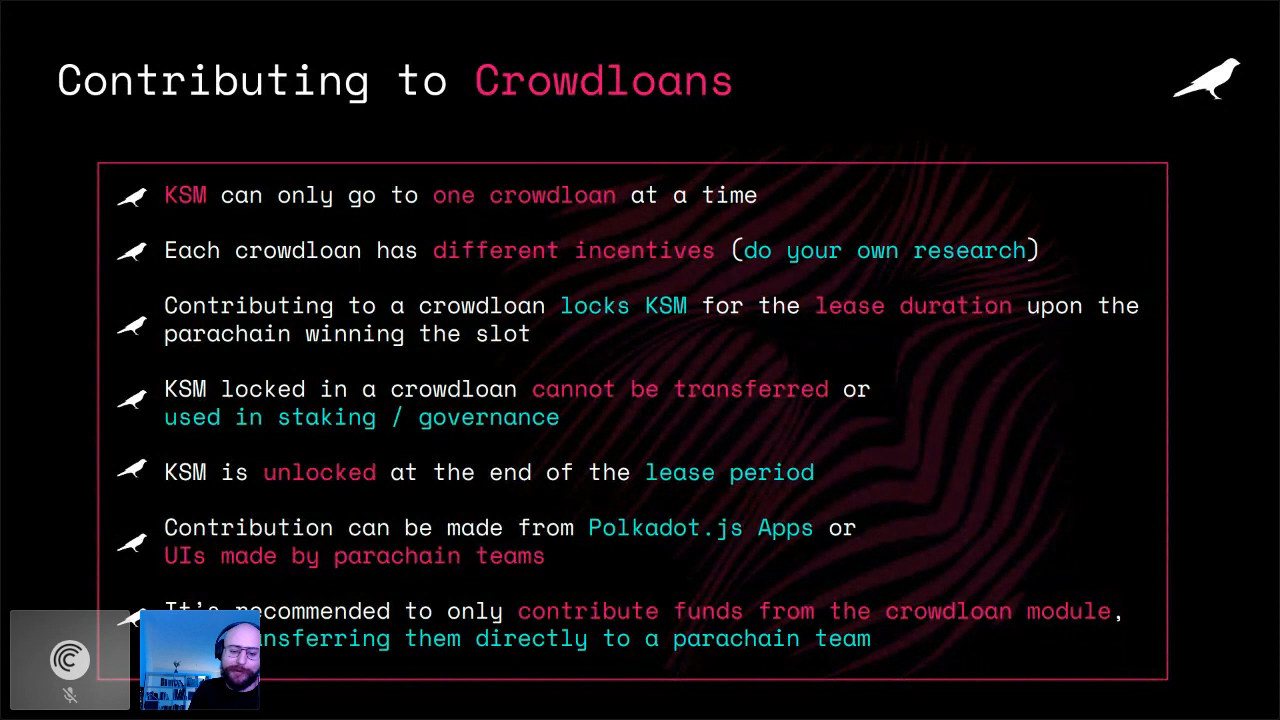 Contributing to Crowdloans
KSM can only go to one crowdloan at a time
Each crowdloan has different incentives (do your own research)
Contributing to a crowdloan locks KSM for the lease duration upon the
parachain winning the slot
KSM locked in a crowdloan cannot be transferred or
used in staking / governance
KSM is unlocked at the end of the lease period
Contribution can be made from Polkadot.js Apps or
UIs made by parachain teams
It's recommended to only contribute funds from the crowdloan module,
them directly to a parachain team